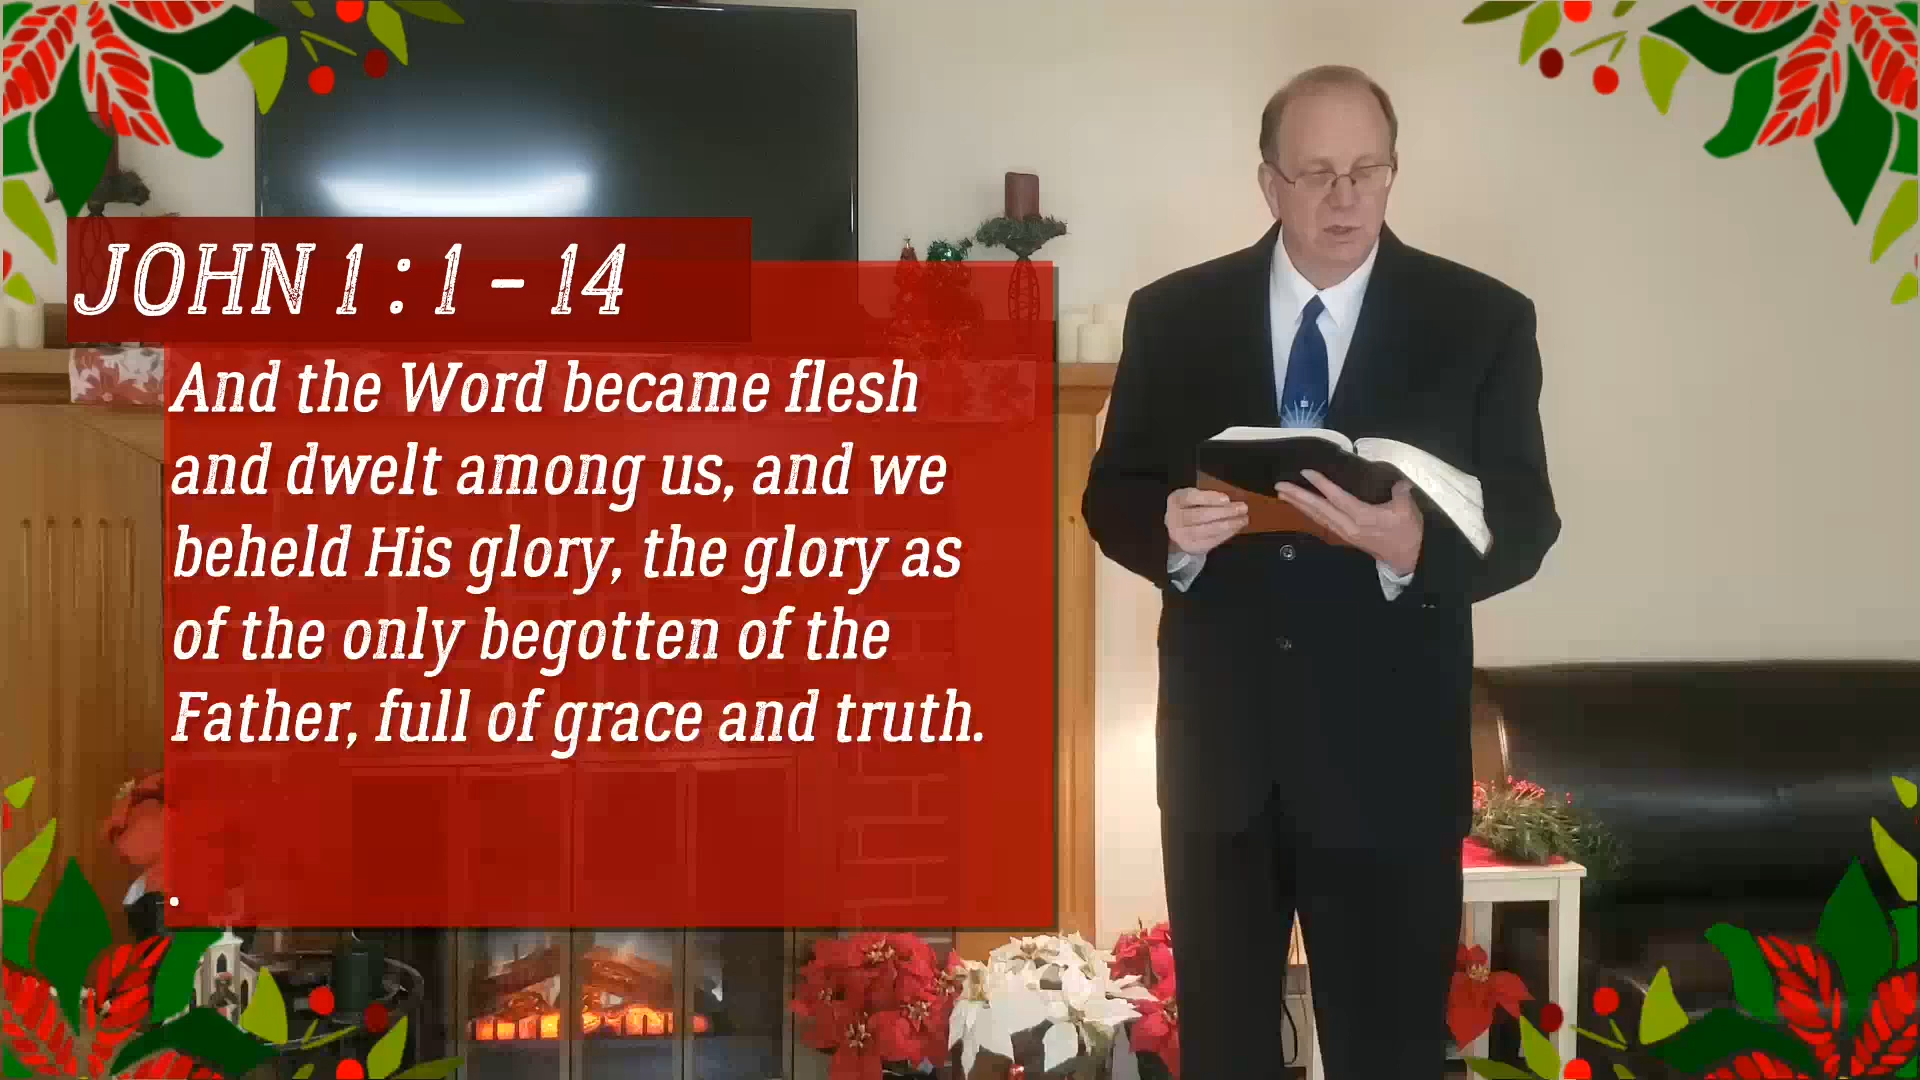 JOHN 1 : 1 - 14
And the Word became flesh
and dwelt among us, and we
beheld His glory, the glory as
of the only begotten of the
Father, full of grace and truth.
.